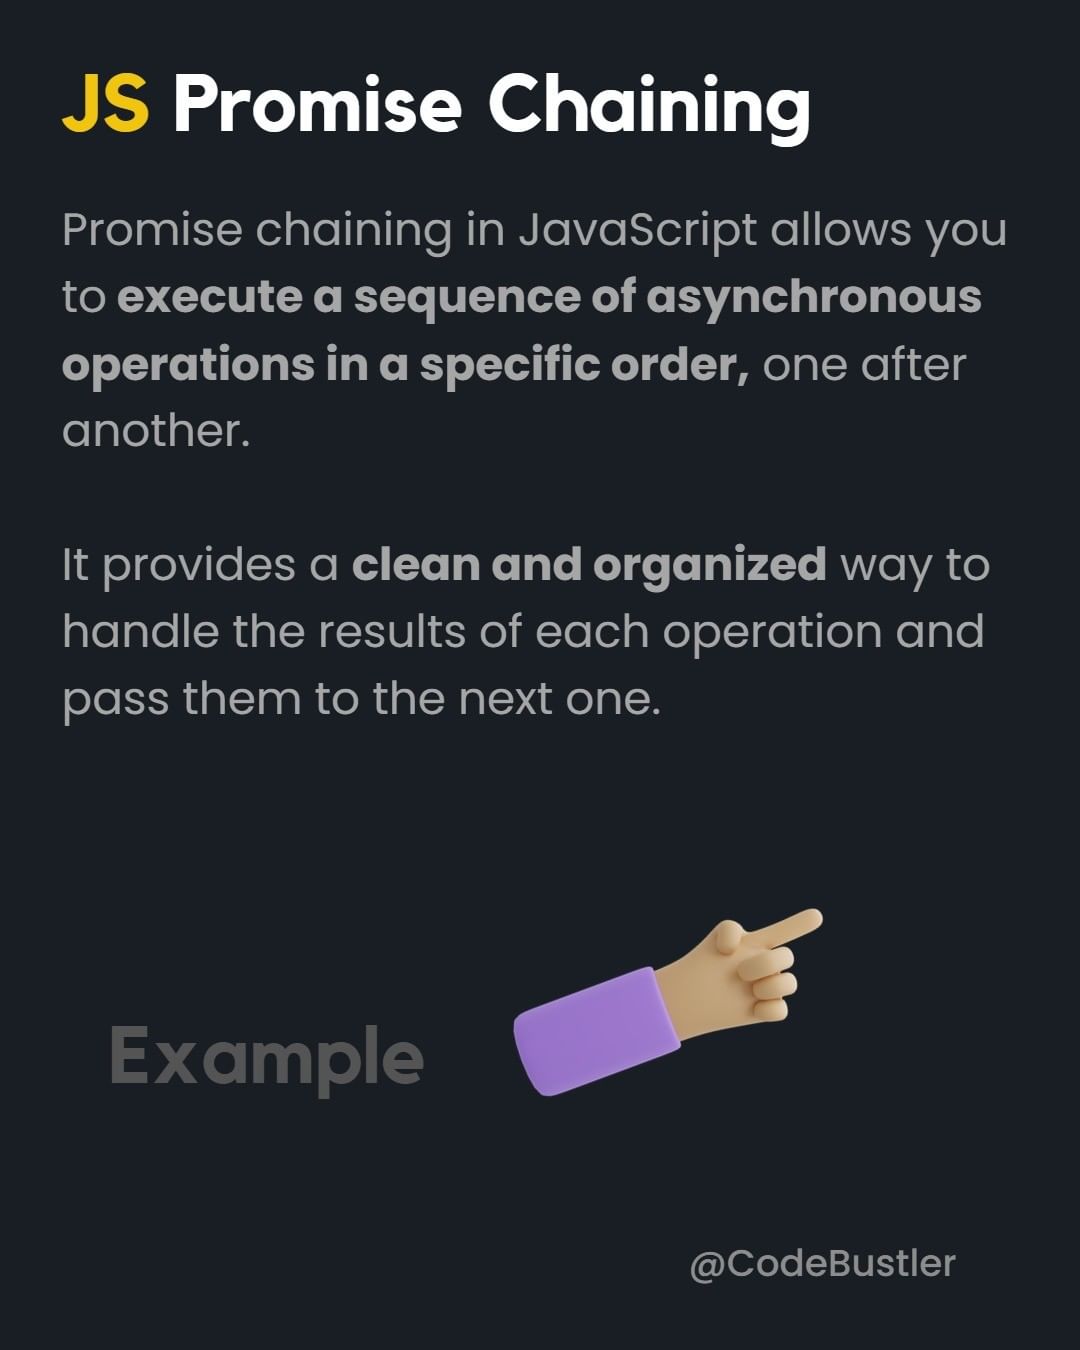 JS Promise Chaining
Promise chaining in JavaScript allows you
to execute a sequence of asynchronous
operations in a specific order, one after
another.
It provides a clean and organized way to
handle the results of each operation and
pass them to the next one.
Example
@CodeBustler